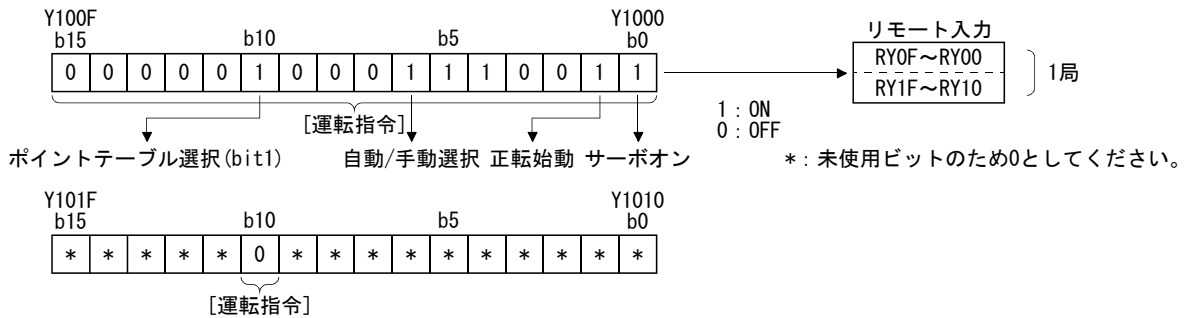 Y100F Y1000 リモート入力
b15 b10 b5 b0
0 0 0 0 0 1 0 0 0 1 1 1 0 0 1 1
RY0F～RY00
RY1F～RY10
1局
[運転指令]
1：ON
0：OFF
ポイントテーブル選択(bit1) 自動/手動選択 正転始動 サーボオン
*：未使用ビットのため0としてください。
Y101F Y1010
b15 b10 b5 b0
* * * * * 0 * * * * * * * * * *
[運転指令]